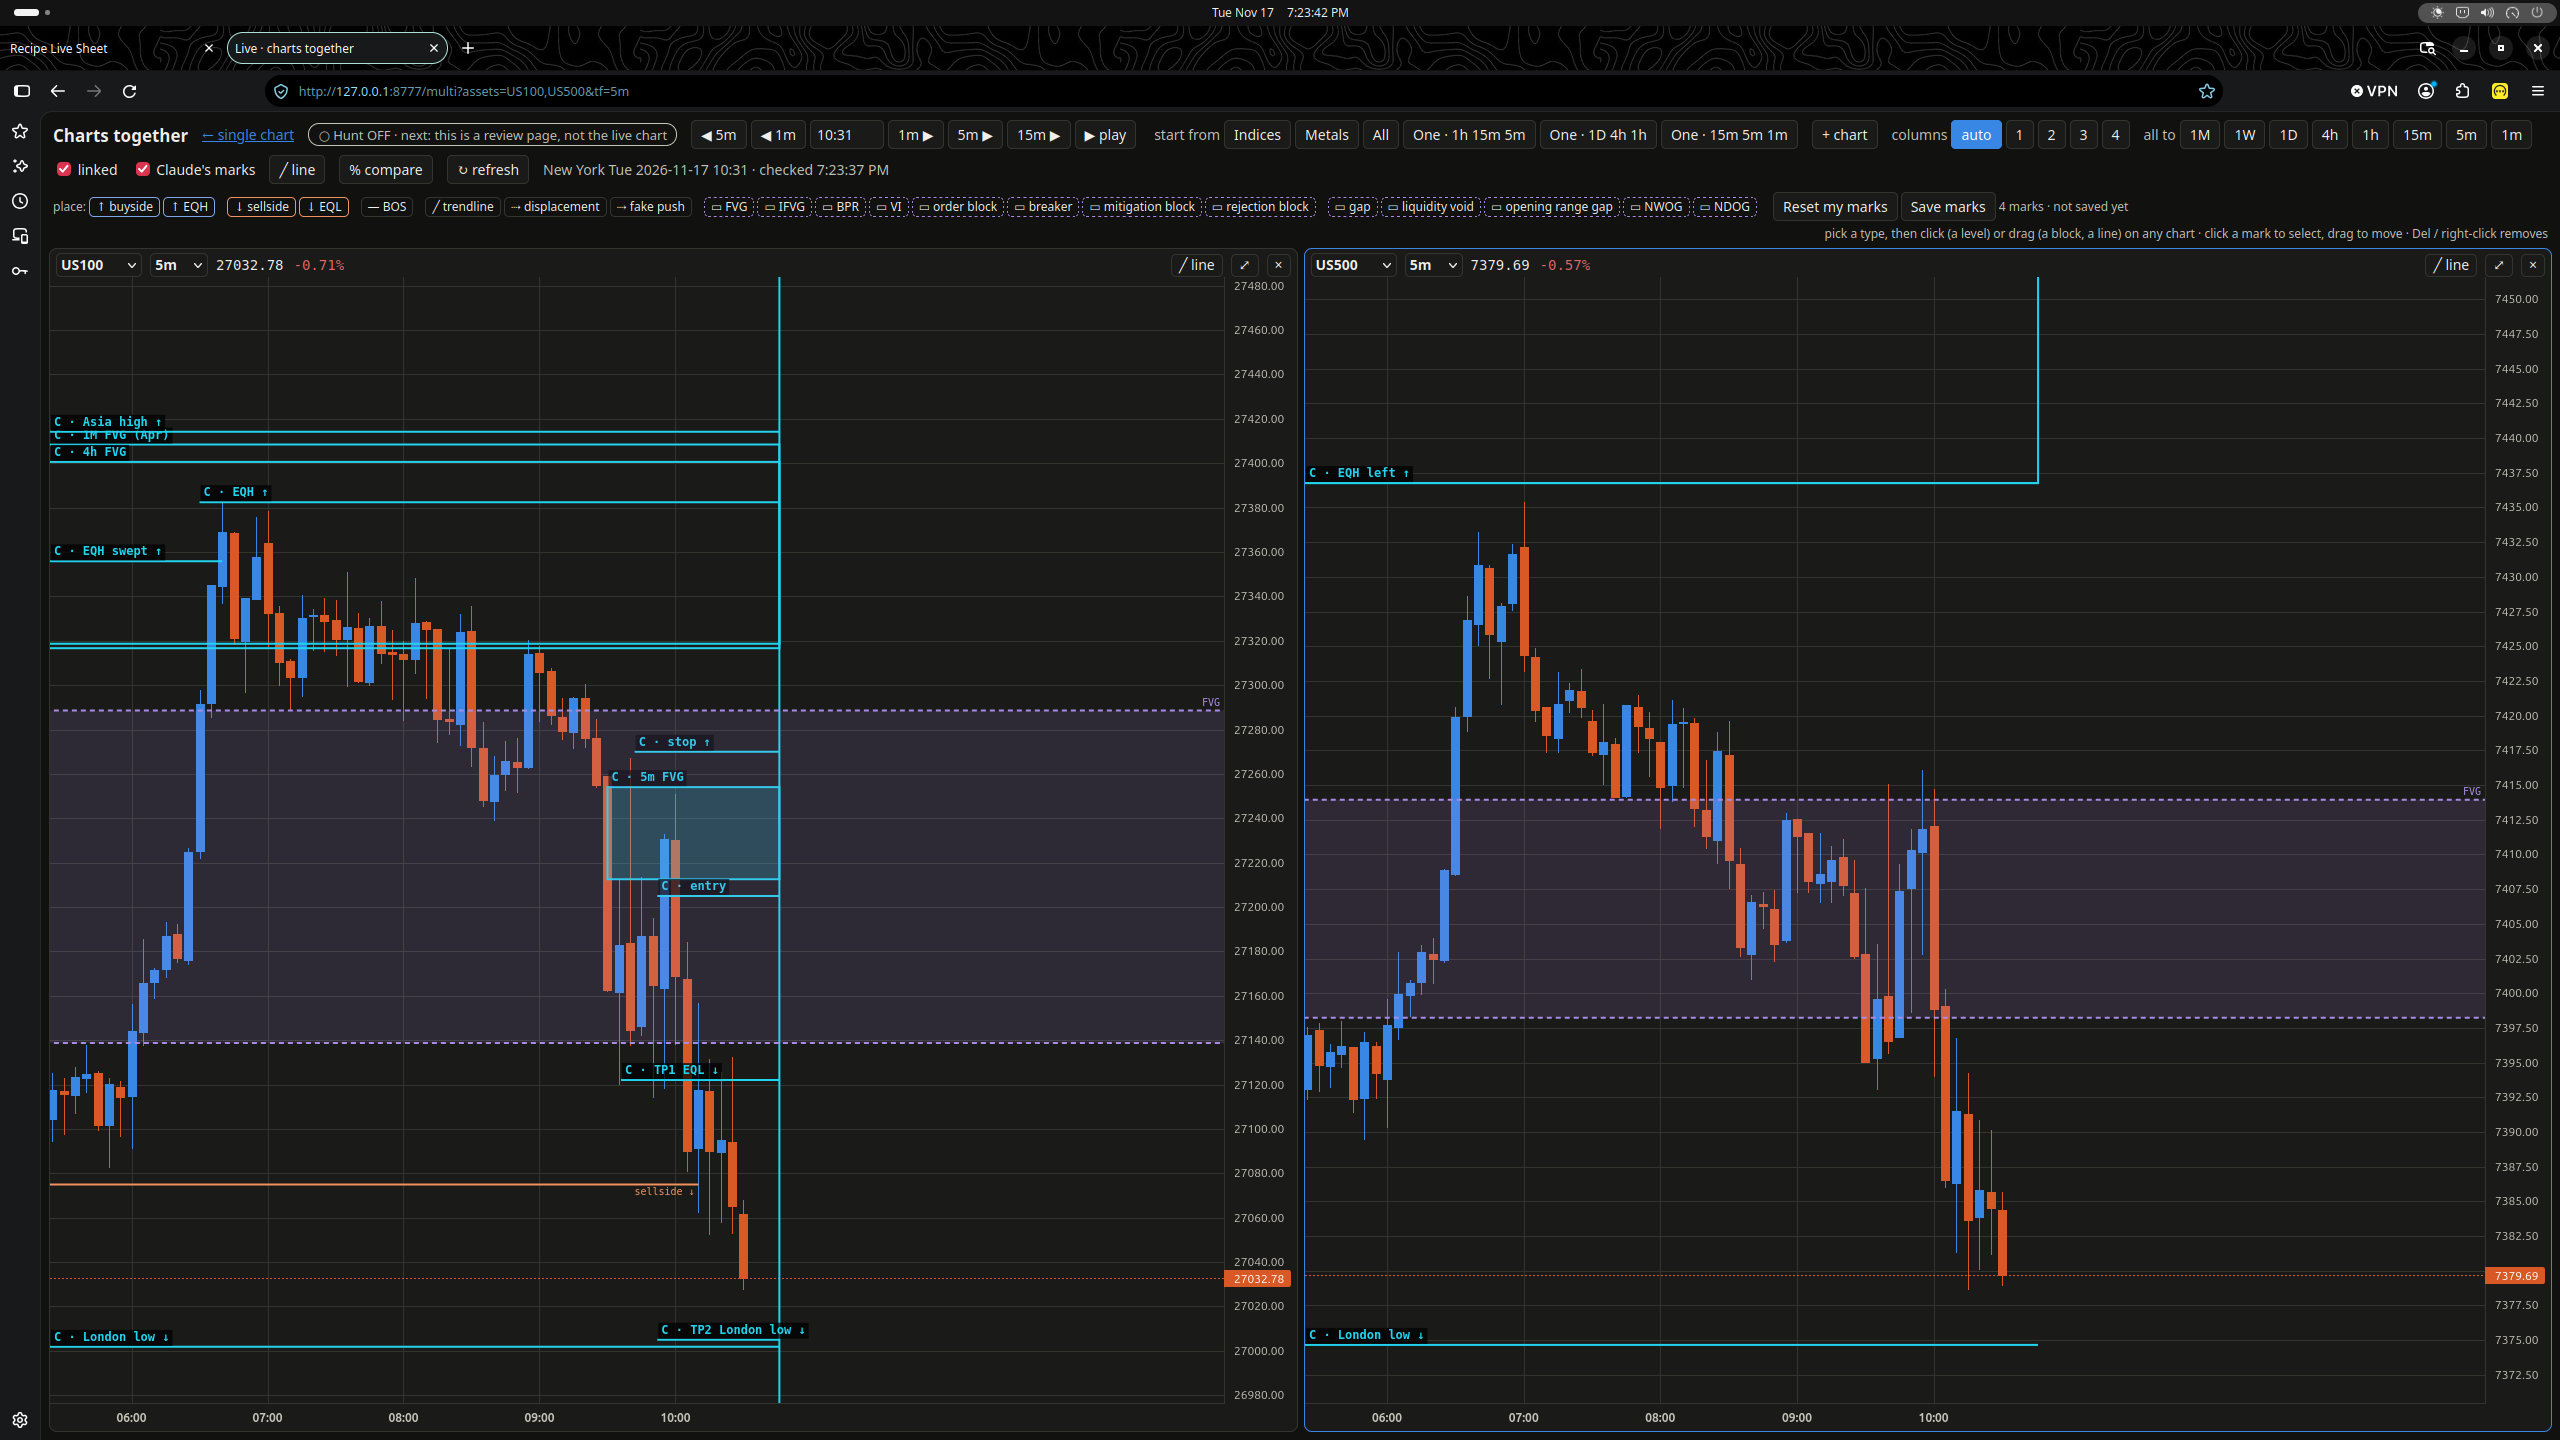 Tue Nov 17 7:23:42 PM
Recipe Live Sheet
Live · charts together
http://127.0.0.1:8777/multi?assets=US100,US500&tf=5m
VPN
Charts together ← single chart ○ Hunt OFF · next: this is a review page, not the live chart ◀ 5m ◀ 1m 10:31 1m ▶ 5m ▶ 15m ▶ ▶ play start from Indices Metals All One · 1h 15m 5m One · 1D 4h 1h One · 15m 5m 1m + chart columns auto 1 2 3 4 all to 1M 1W 1D 4h 1h 15m 5m 1m
linked Claude's marks ╱ line % compare ↻ refresh New York Tue 2026-11-17 10:31 · checked 7:23:37 PM
place: ↑ buyside ↑ EQH ↓ sellside ↓ EQL — BOS ╱ trendline → displacement → fake push ▭ FVG ▭ IFVG ▭ BPR ▭ VI ▭ order block ▭ breaker ▭ mitigation block ▭ rejection block ▭ gap ▭ liquidity void ▭ opening range gap ▭ NWOG ▭ NDOG Reset my marks Save marks 4 marks · not saved yet
pick a type, then click (a level) or drag (a block, a line) on any chart · click a mark to select, drag to move · Del / right-click removes
US100 5m 27032.78 -0.71% ╱ line ⤢ ×
27480.00
27460.00
27440.00
27420.00
27400.00
27380.00
27360.00
27340.00
27320.00
27300.00
27280.00
27260.00
27240.00
27220.00
27200.00
27180.00
27160.00
27140.00
27120.00
27100.00
27080.00
27060.00
27040.00
27032.78
27020.00
27000.00
26980.00
C · Asia high ↑
C · 1M FVG (Apr)
C · 4h FVG
C · EQH ↑
C · EQH swept ↑
FVG
C · stop ↑
C · 5m FVG
C · entry
C · TP1 EQL ↓
sellside ↓
C · TP2 London low ↓
C · London low ↓
06:00 07:00 08:00 09:00 10:00
US500 5m 7379.69 -0.57% ╱ line ⤢ ×
7450.00
7447.50
7445.00
7442.50
7440.00
7437.50
7435.00
7432.50
7430.00
7427.50
7425.00
7422.50
7420.00
7417.50
7415.00
7412.50
7410.00
7407.50
7405.00
7402.50
7400.00
7397.50
7395.00
7392.50
7390.00
7387.50
7385.00
7382.50
7379.69
7377.50
7375.00
7372.50
C · EQH left ↑
FVG
C · London low ↓
06:00 07:00 08:00 09:00 10:00